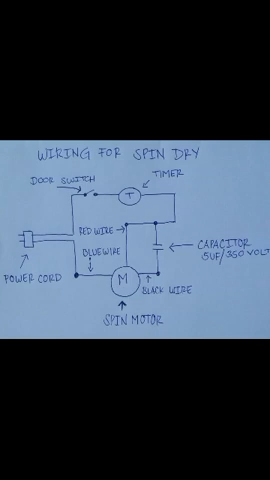 WIRING FOR SPIN DRY
DOOR SWITCH
TIMER
T
RED WIRE
BLUE WIRE
CAPACITOR
5UF/350 VOLT
POWER CORD
M
BLACK WIRE
SPIN MOTOR